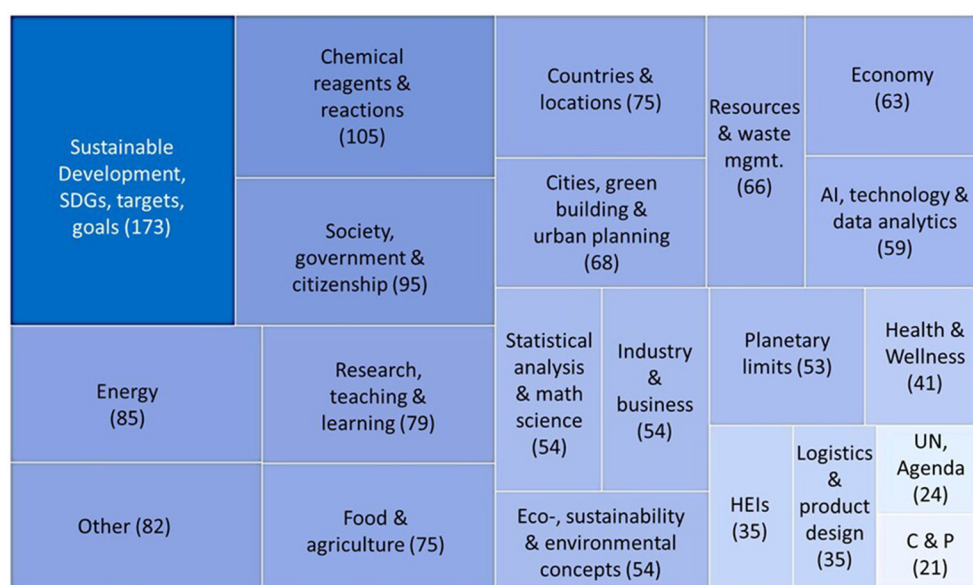 Sustainable
Development,
SDGs, targets,
goals (173)
Chemical
reagents &
reactions
(105)
Society,
government &
citizenship (95)
Energy
(85)
Research,
teaching &
learning (79)
Other (82)
Food &
agriculture (75)
Countries &
locations (75)
Cities, green
building &
urban planning
(68)
Resources
& waste
mgmt.
(66)
Economy
(63)
AI, technology &
data analytics
(59)
Statistical
analysis
& math
science
(54)
Industry
&
business
(54)
Eco-, sustainability
& environmental
concepts (54)
Planetary
limits (53)
Health &
Wellness
(41)
HEIs
(35)
Logistics
&
product
design
(35)
UN,
Agenda
(24)
C & P
(21)